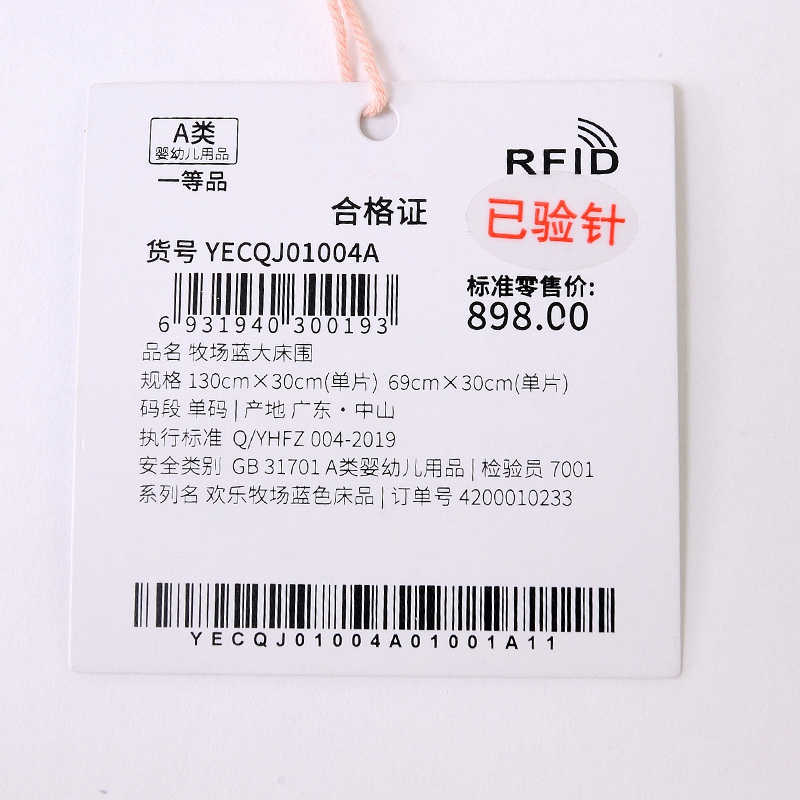 A类
婴幼儿用品
一等品
RFID
合格证
已验针
货号 YECQJ01004A
6 931940 300193
标准零售价:
898.00
品名 牧场蓝大床围
规格 130cm×30cm(单片) 69cm×30cm(单片)
码段 单码 | 产地 广东·中山
执行标准 Q/YHFZ 004-2019
安全类别 GB 31701 A类婴幼儿用品 | 检验员 7001
系列名 欢乐牧场蓝色床品 | 订单号 4200010233
YECQJ01004A01001A11